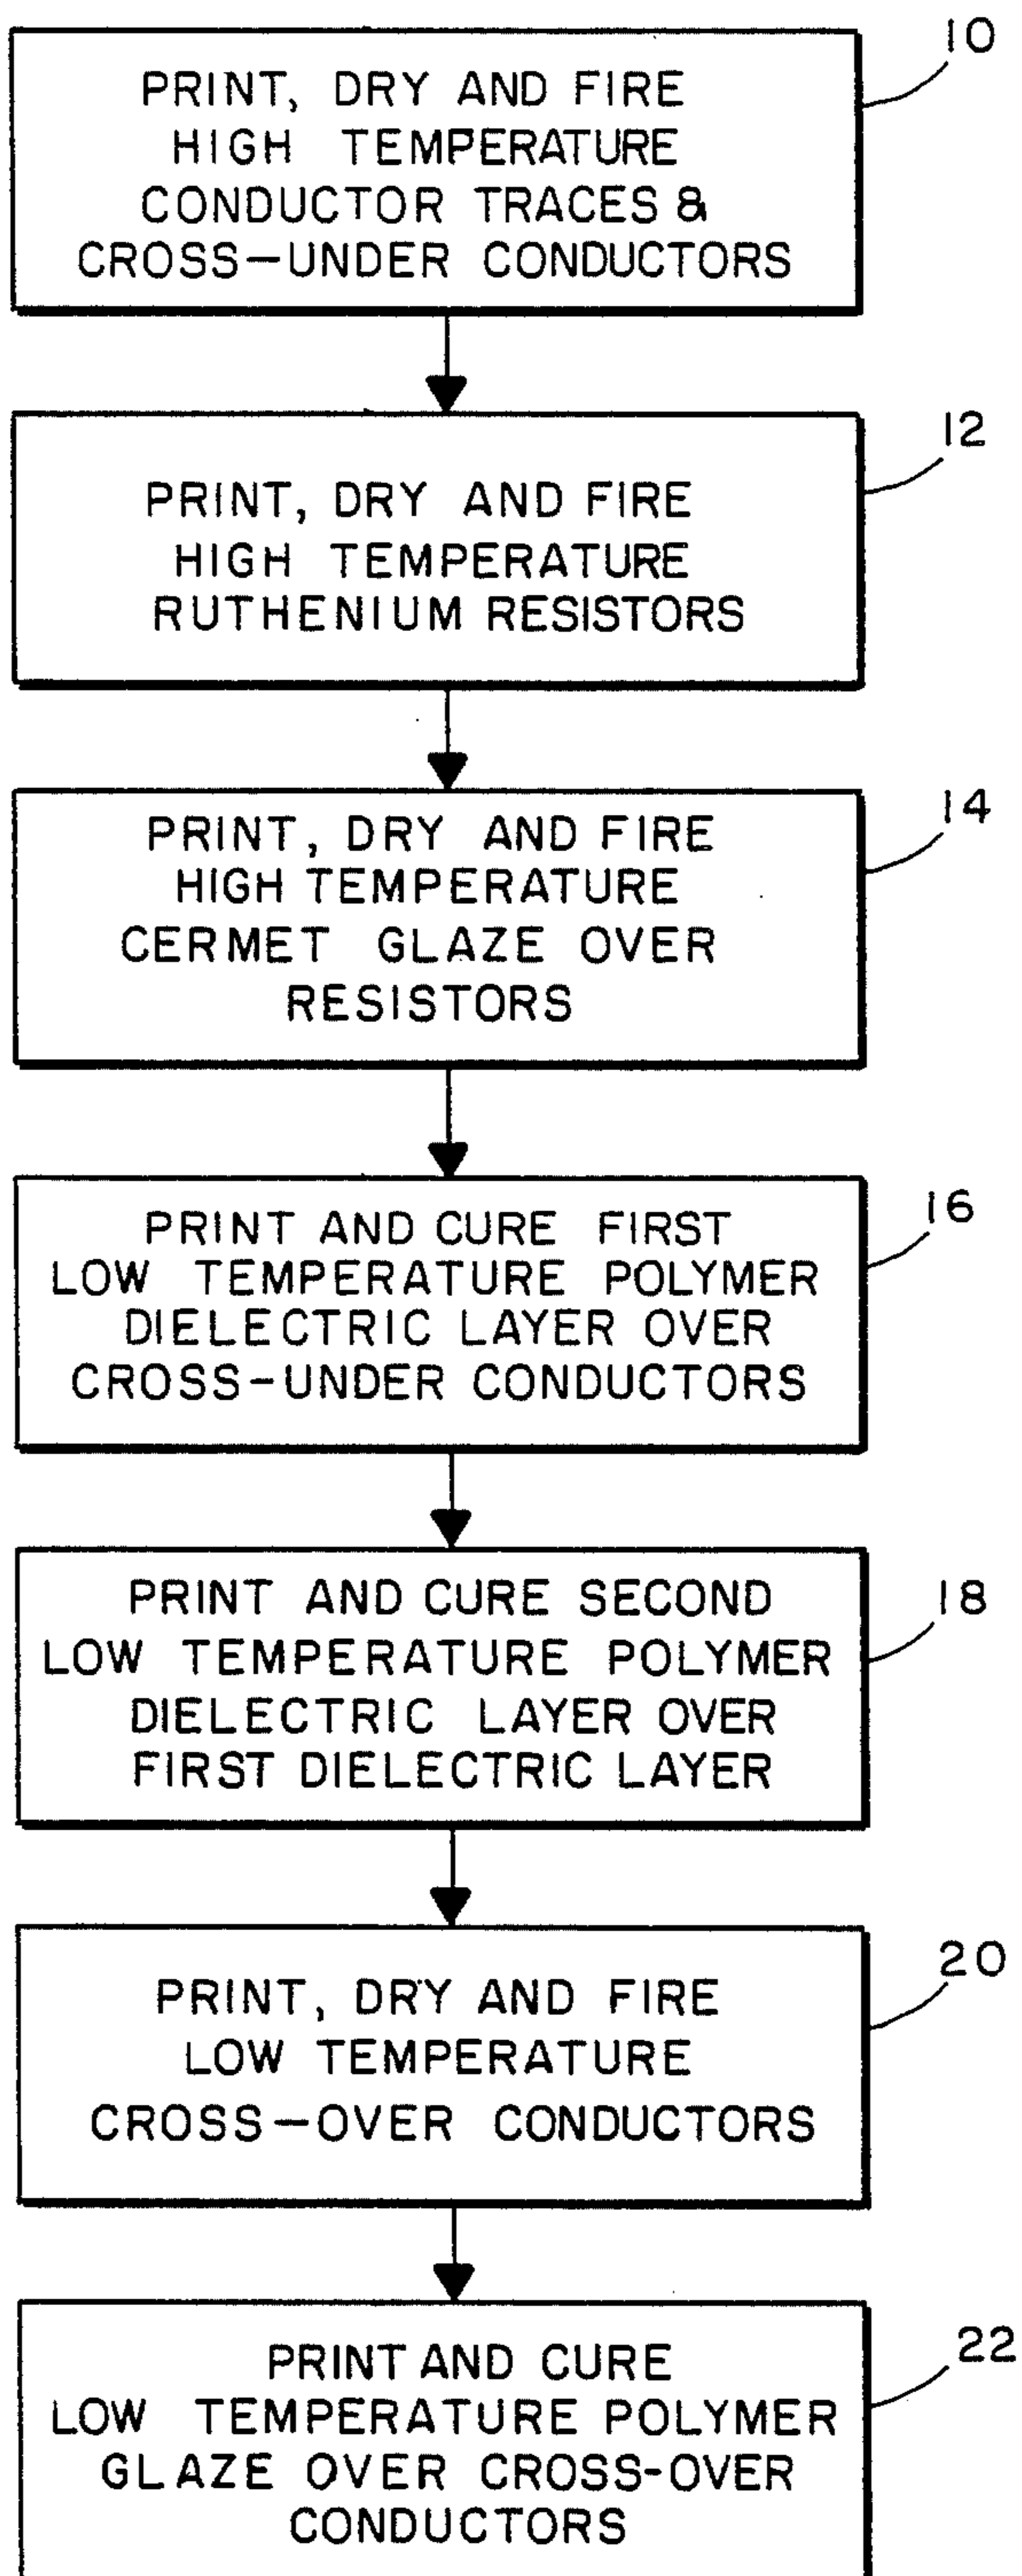 10
PRINT, DRY AND FIRE
HIGH TEMPERATURE
CONDUCTOR TRACES &
CROSS-UNDER CONDUCTORS
12
PRINT, DRY AND FIRE
HIGH TEMPERATURE
RUTHENIUM RESISTORS
14
PRINT, DRY AND FIRE
HIGH TEMPERATURE
CERMET GLAZE OVER
RESISTORS
16
PRINT AND CURE FIRST
LOW TEMPERATURE POLYMER
DIELECTRIC LAYER OVER
CROSS-UNDER CONDUCTORS
18
PRINT AND CURE SECOND
LOW TEMPERATURE POLYMER
DIELECTRIC LAYER OVER
FIRST DIELECTRIC LAYER
20
PRINT, DRY AND FIRE
LOW TEMPERATURE
CROSS-OVER CONDUCTORS
22
PRINT AND CURE
LOW TEMPERATURE POLYMER
GLAZE OVER CROSS-OVER
CONDUCTORS